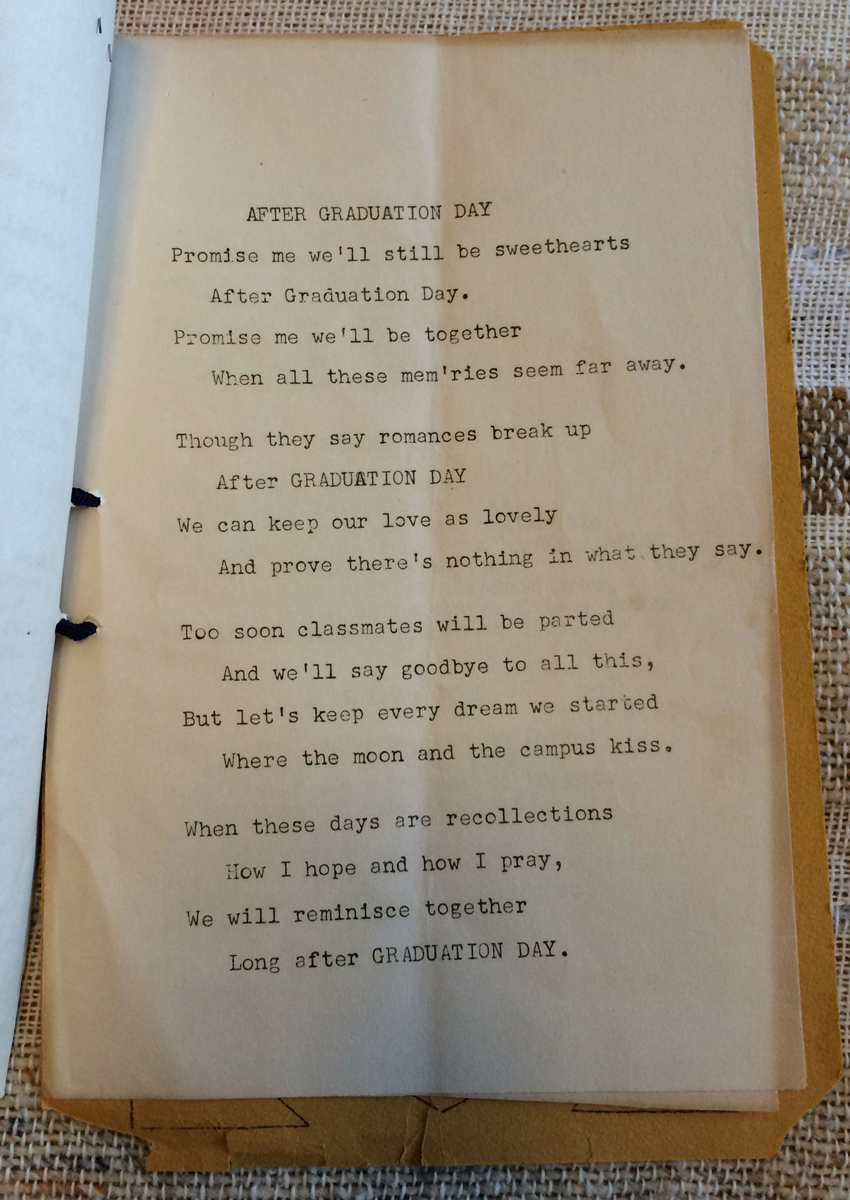 AFTER GRADUATION DAY
Promise me we'll still be sweethearts
After Graduation Day.
Promise me we'll be together
When all these mem'ries seem far away.
Though they say romances break up
After GRADUATION DAY
We can keep our love as lovely
And prove there's nothing in what they say.
Too soon classmates will be parted
And we'll say goodbye to all this,
But let's keep every dream we started
Where the moon and the campus kiss.
When these days are recollections
How I hope and how I pray,
We will reminisce together
Long after GRADUATION DAY.